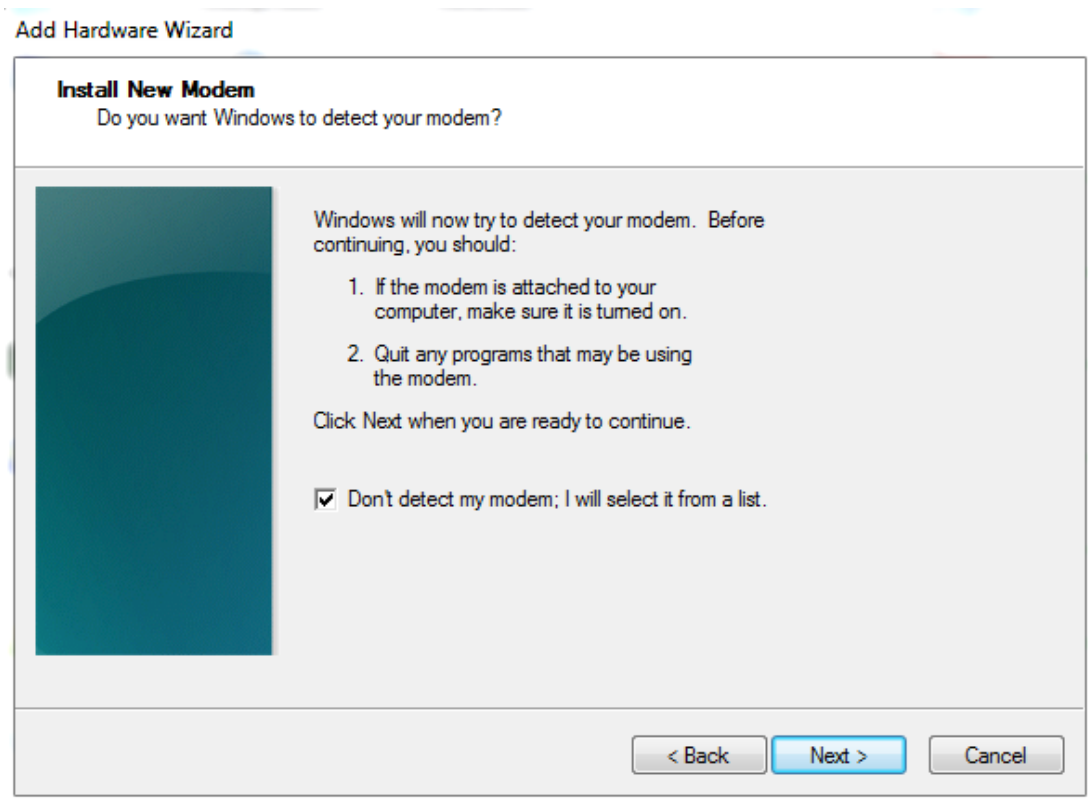 Add Hardware Wizard
Install New Modem
Do you want Windows to detect your modem?
Windows will now try to detect your modem.  Before
continuing, you should:
1. If the modem is attached to your
computer, make sure it is turned on.
2. Quit any programs that may be using
the modem.
Click Next when you are ready to continue.
Don't detect my modem; I will select it from a list.
< Back Next > Cancel